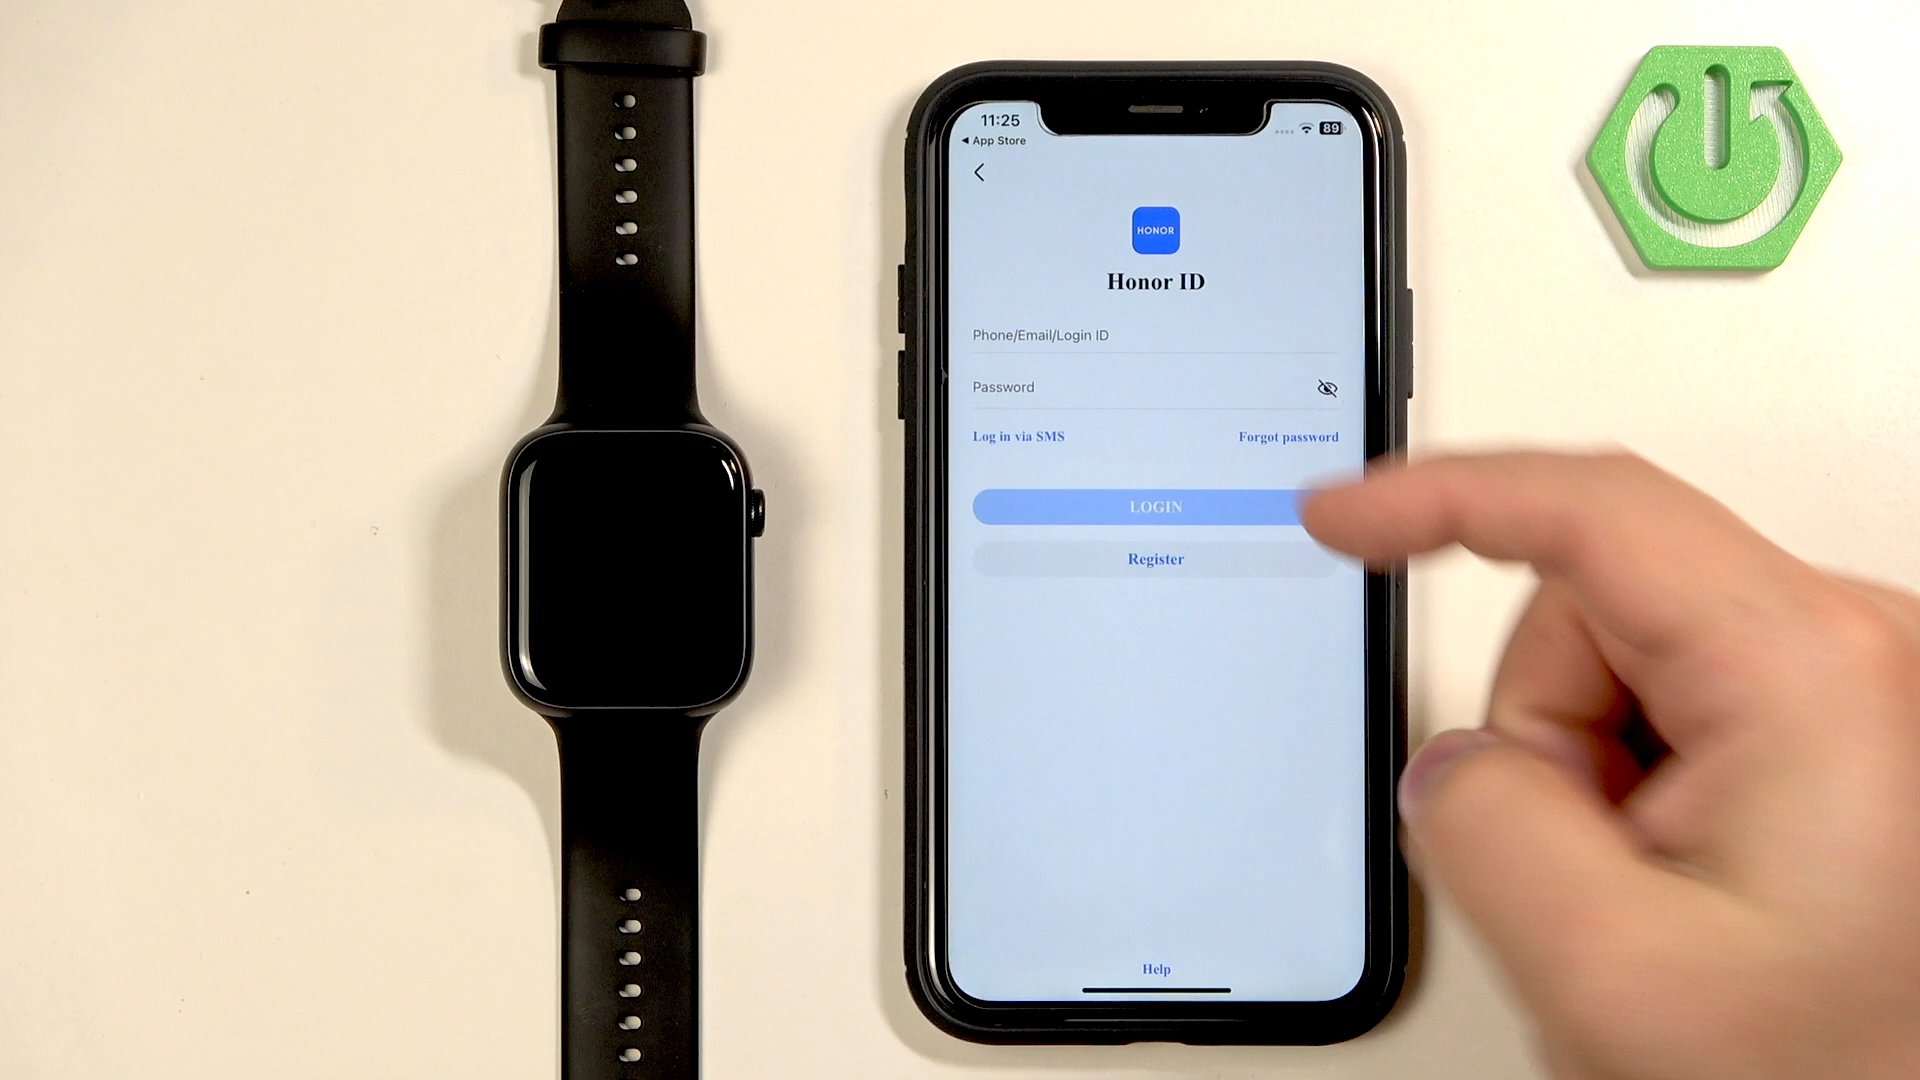 11:25
89
◀ App Store
HONOR
Honor ID
Phone/Email/Login ID
Password
Log in via SMS
Forgot password
LOGIN
Register
Help